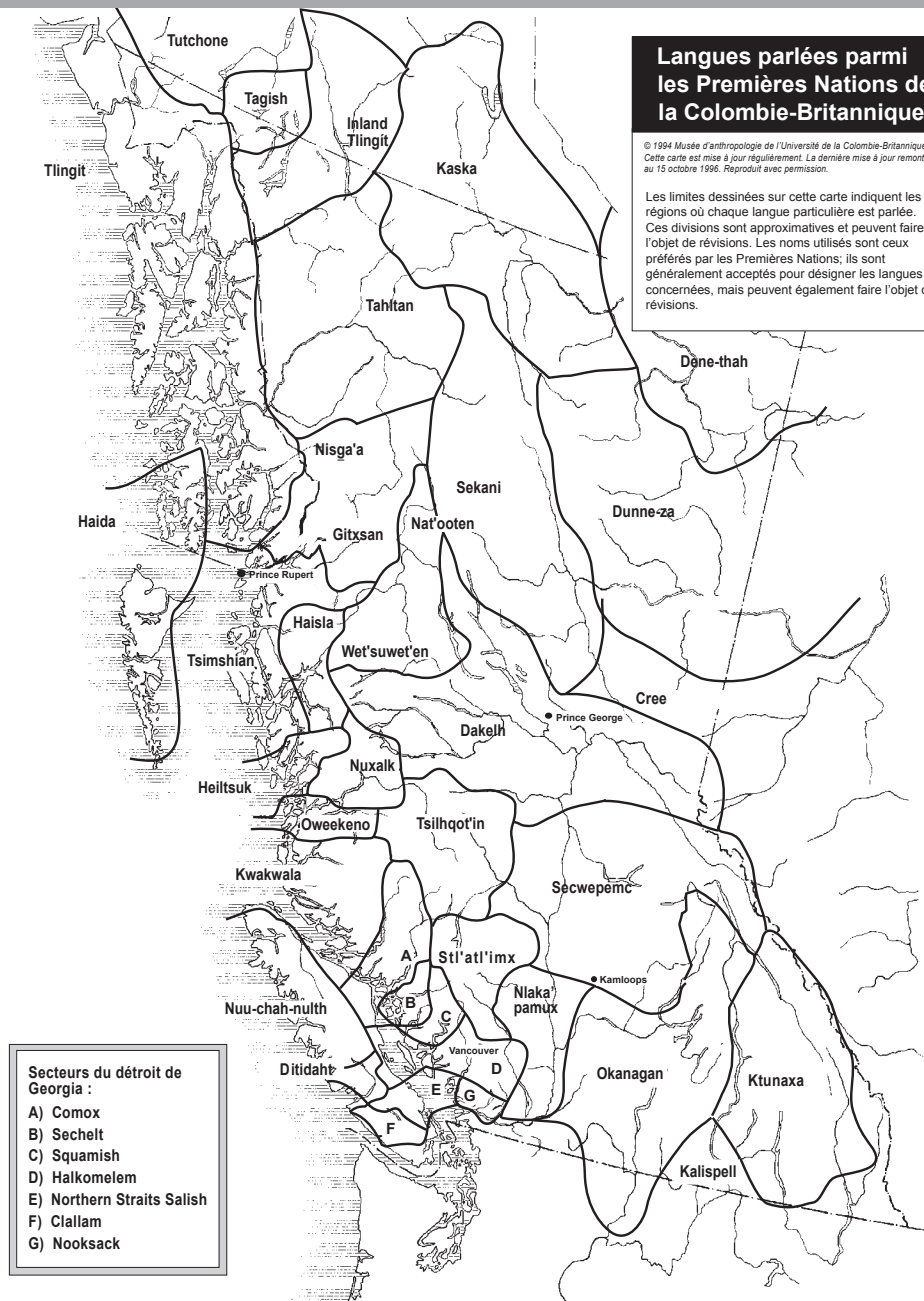 Langues parlées parmi
les Premières Nations de
la Colombie-Britannique
© 1994 Musée d'anthropologie de l'Université de la Colombie-Britannique
Cette carte est mise à jour régulièrement. La dernière mise à jour
au 15 octobre 1996. Reproduit avec permission.
Les limites dessinées sur cette carte indiquent les
régions où chaque langue particulière est parlée.
Ces divisions sont approximatives et peuvent faire
l'objet de révisions. Les noms utilisés sont ceux
préférés par les Premières Nations; ils sont
généralement acceptés pour désigner les langues
concernées, mais peuvent également faire l'objet
révisions.
Tutchone
Tagish
Inland
Tlingit
Tlingit
Kaska
Tahltan
Dene-thah
Nisga'a
Sekani
Haida
Gitxsan
Nat'ooten
Dunne-za
Prince Rupert
Haisla
Tsimshian
Wet'suwet'en
Cree
Prince George
Dakelh
Nuxalk
Heiltsuk
Oweekeno
Tsilhqot'in
Kwakwala
Secwepemc
A
Stl'atl'imx
Kamloops
B
Nlaka'
pamux
Nuu-chah-nulth
C
Vancouver
Ditidaht
D
Okanagan
Ktunaxa
E
G
F
Kalispell
Secteurs du détroit de
Georgia :
A) Comox
B) Sechelt
C) Squamish
D) Halkomelem
E) Northern Straits Salish
F) Clallam
G) Nooksack